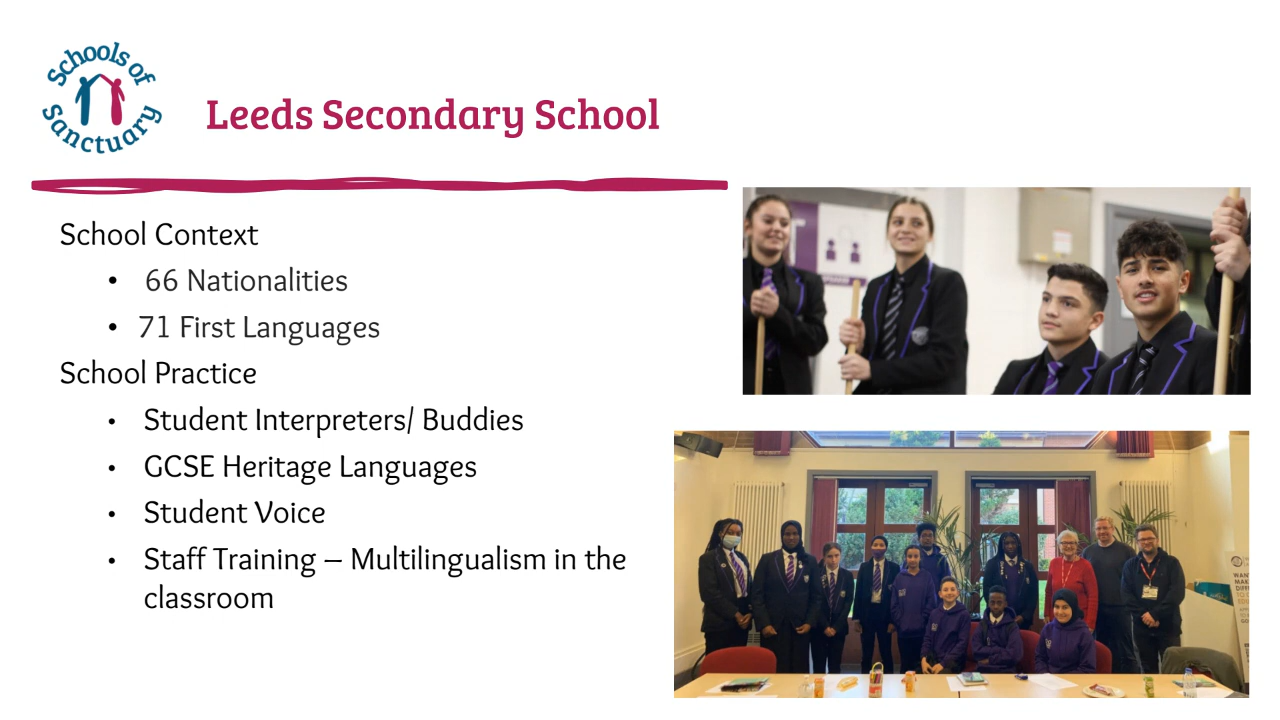 Schools of
Sanctuary
Leeds Secondary School
School Context
• 66 Nationalities
• 71 First Languages
School Practice
• Student Interpreters/ Buddies
• GCSE Heritage Languages
• Student Voice
• Staff Training – Multilingualism in the
classroom